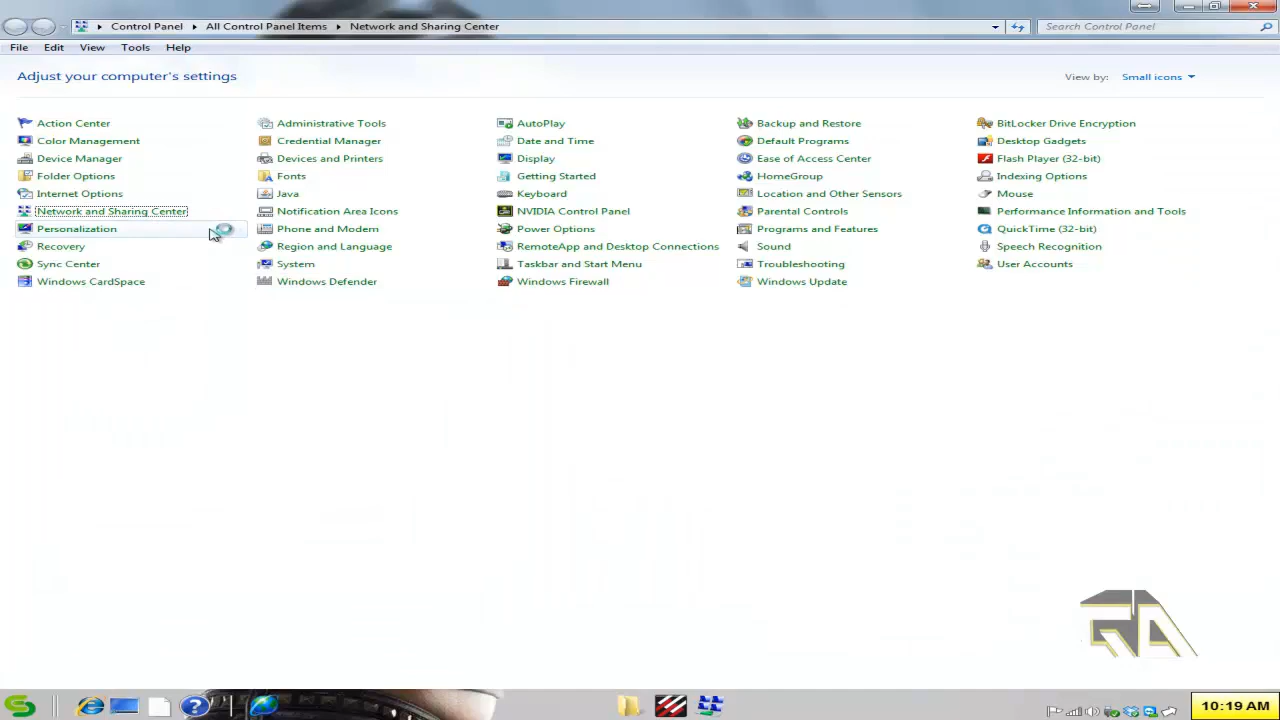 Control Panel All Control Panel Items Network and Sharing Center Search Control Panel
File Edit View Tools Help
Adjust your computer's settings View by: Small icons
Action Center Administrative Tools AutoPlay Backup and Restore BitLocker Drive Encryption
Color Management Credential Manager Date and Time Default Programs Desktop Gadgets
Device Manager Devices and Printers Display Ease of Access Center Flash Player (32-bit)
Folder Options Fonts Getting Started HomeGroup Indexing Options
Internet Options Java Keyboard Location and Other Sensors Mouse
Network and Sharing Center Notification Area Icons NVIDIA Control Panel Parental Controls Performance Information and Tools
Personalization Phone and Modem Power Options Programs and Features QuickTime (32-bit)
Recovery Region and Language RemoteApp and Desktop Connections Sound Speech Recognition
Sync Center System Taskbar and Start Menu Troubleshooting User Accounts
Windows CardSpace Windows Defender Windows Firewall Windows Update
10:19 AM